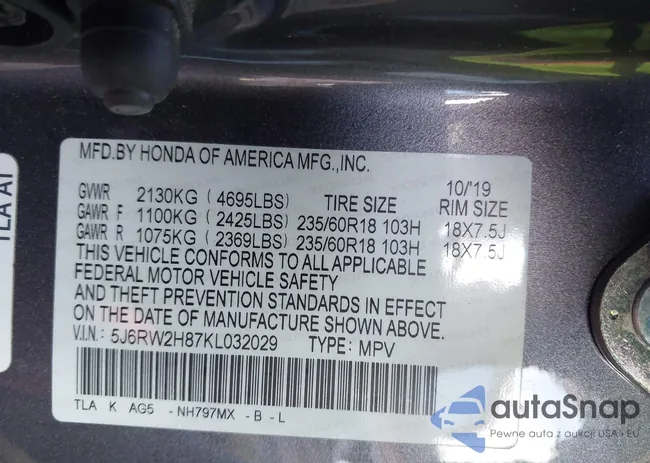 MFD.BY HONDA OF AMERICA MFG.,INC.
10/'19
GVWR 2130KG (4695LBS) TIRE SIZE RIM SIZE
GAWR F 1100KG (2425LBS) 235/60R18 103H 18X7.5J
GAWR R 1075KG (2369LBS) 235/60R18 103H 18X7.5J
THIS VEHICLE CONFORMS TO ALL APPLICABLE
FEDERAL MOTOR VEHICLE SAFETY
AND THEFT PREVENTION STANDARDS IN EFFECT
ON THE DATE OF MANUFACTURE SHOWN ABOVE.
V.I.N.: 5J6RW2H87KL032029 TYPE: MPV
TLA K AG5 -NH797MX -B -L
TLA A1
autaSnap
Pewne auta z aukcji USA i EU